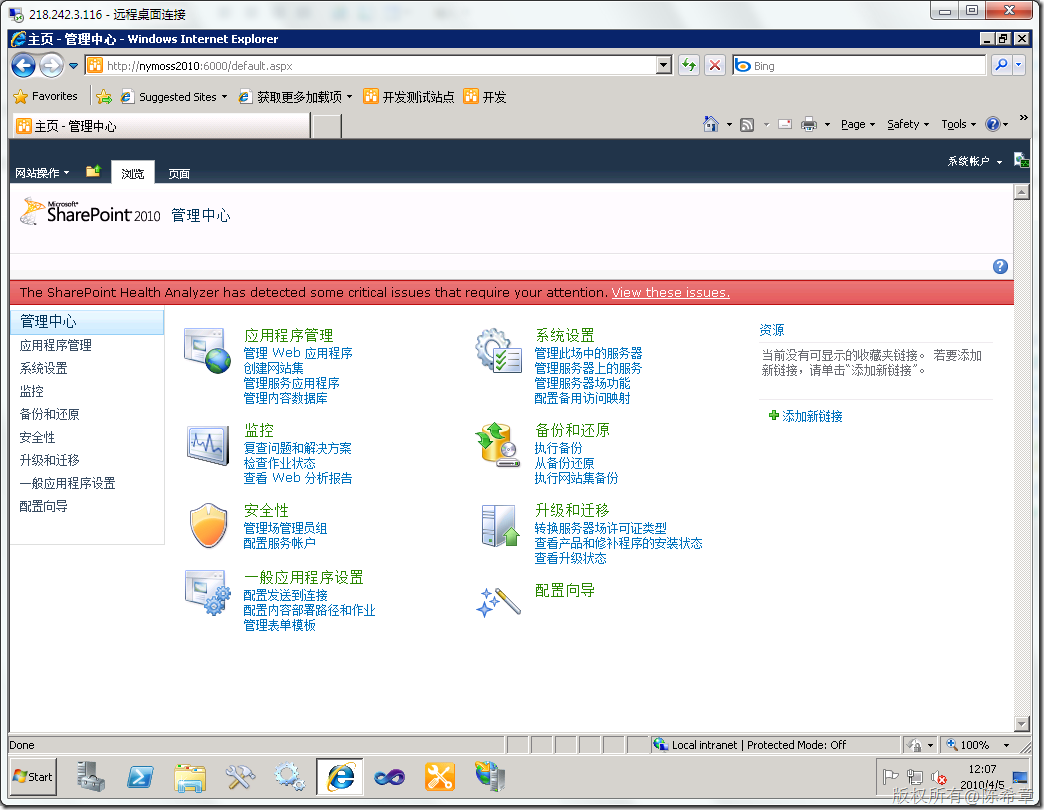 218.242.3.116 - 远程桌面连接
主页 - 管理中心 - Windows Internet Explorer
http://nymoss2010:6000/default.aspx
Bing
Favorites
Suggested Sites
获取更多加载项
开发测试站点
开发
主页 - 管理中心
Page
Safety
Tools
系统帐户
网站操作
浏览
页面
Microsoft
SharePoint 2010
管理中心
The SharePoint Health Analyzer has detected some critical issues that require your attention. View these issues.
管理中心
应用程序管理
系统设置
监控
备份和还原
安全性
升级和迁移
一般应用程序设置
配置向导
应用程序管理
管理 Web 应用程序
创建网站集
管理服务应用程序
管理内容数据库
监控
复查问题和解决方案
检查作业状态
查看 Web 分析报告
安全性
管理场管理员组
配置服务帐户
一般应用程序设置
配置发送到连接
配置内容部署路径和作业
管理表单模板
系统设置
管理此场中的服务器
管理服务器上的服务
管理服务器场功能
配置备用访问映射
备份和还原
执行备份
从备份还原
执行网站集备份
升级和迁移
转换服务器场许可证类型
查看产品和修补程序的安装状态
查看升级状态
配置向导
资源
当前没有可显示的收藏夹链接。 若要添加
新链接，请单击“添加新链接”。
添加新链接
Done
Local intranet | Protected Mode: Off
100%
Start
12:07
2010/4/5
版权所有@陈希章